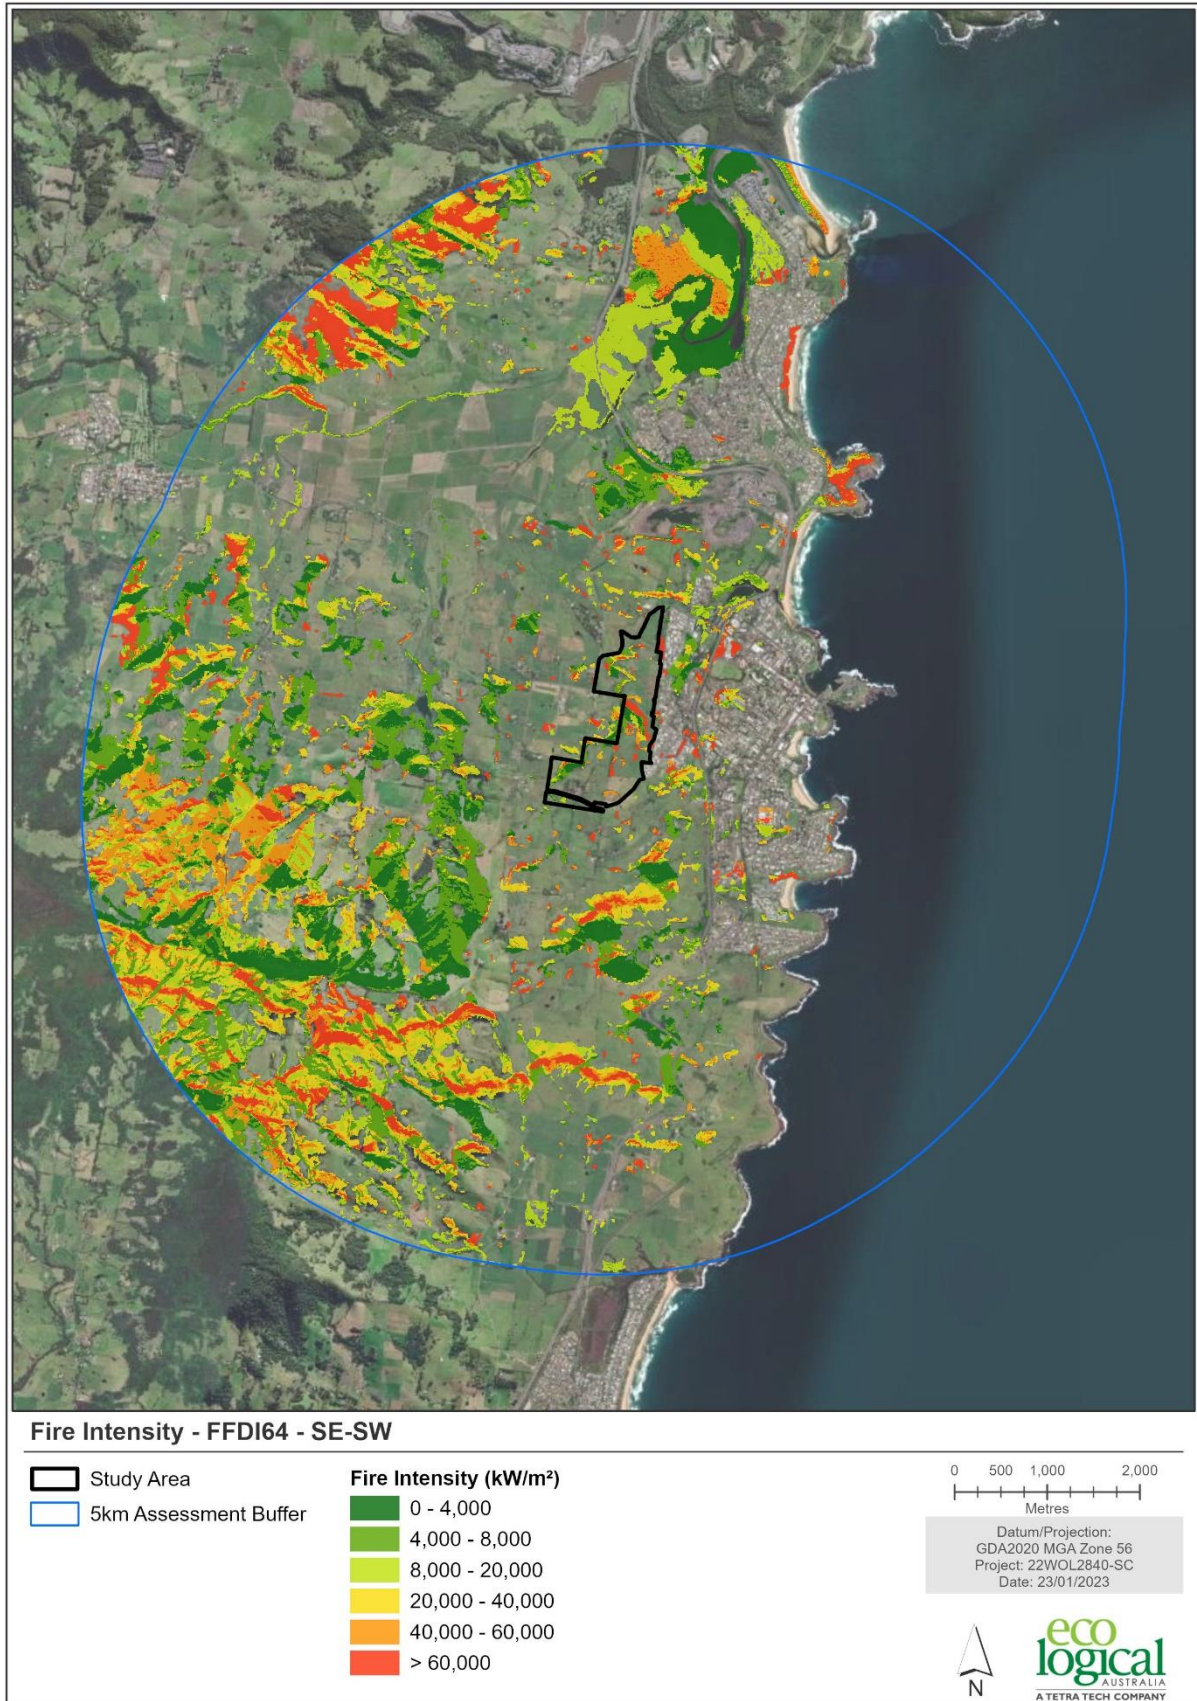 Fire Intensity - FFDI64 - SE-SW
Study Area
5km Assessment Buffer
Fire Intensity (kW/m²)
0 - 4,000
4,000 - 8,000
8,000 - 20,000
20,000 - 40,000
40,000 - 60,000
> 60,000
0 500 1,000 2,000
Metres
Datum/Projection:
GDA2020 MGA Zone 56
Project: 22WOL2840-SC
Date: 23/01/2023
N
eco
logical
AUSTRALIA
A TETRA TECH COMPANY